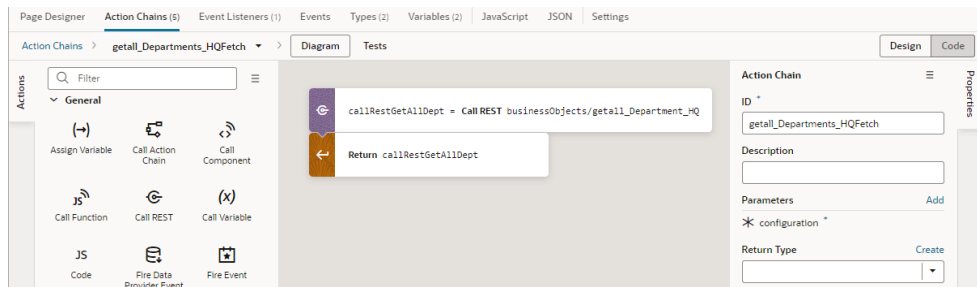 Page Designer Action Chains (5) Event Listeners (1) Events Types (2) Variables (2) JavaScript JSON Settings
Action Chains > getall_Departments_HQFetch > Diagram Tests Design Code
Actions
Filter
General
Assign Variable Call Action Chain Call Component
JS
Call Function Call REST (x) Call Variable
JS
Code Fire Data Provider Event Fire Event
callRestGetAllDept = Call REST businessObjects/getall_Department_HQ
Return callRestGetAllDept
Action Chain
ID *
getall_Departments_HQFetch
Description
Parameters Add
configuration *
Return Type Create
Properties